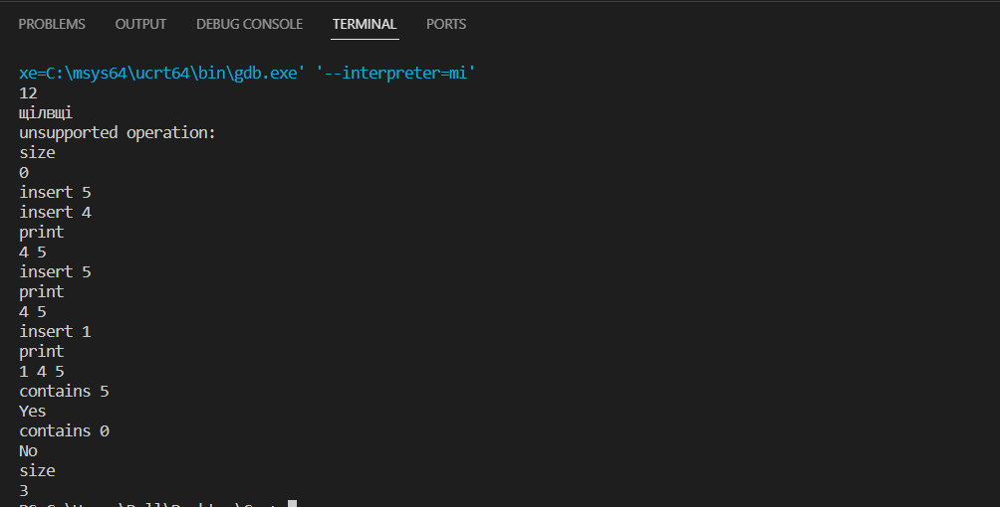 PROBLEMS OUTPUT DEBUG CONSOLE TERMINAL PORTS
xe=C:\msys64\ucrt64\bin\gdb.exe' '--interpreter=mi'
12
щілвщі
unsupported operation:
size
0
insert 5
insert 4
print
4 5
insert 5
print
4 5
insert 1
print
1 4 5
contains 5
Yes
contains 0
No
size
3